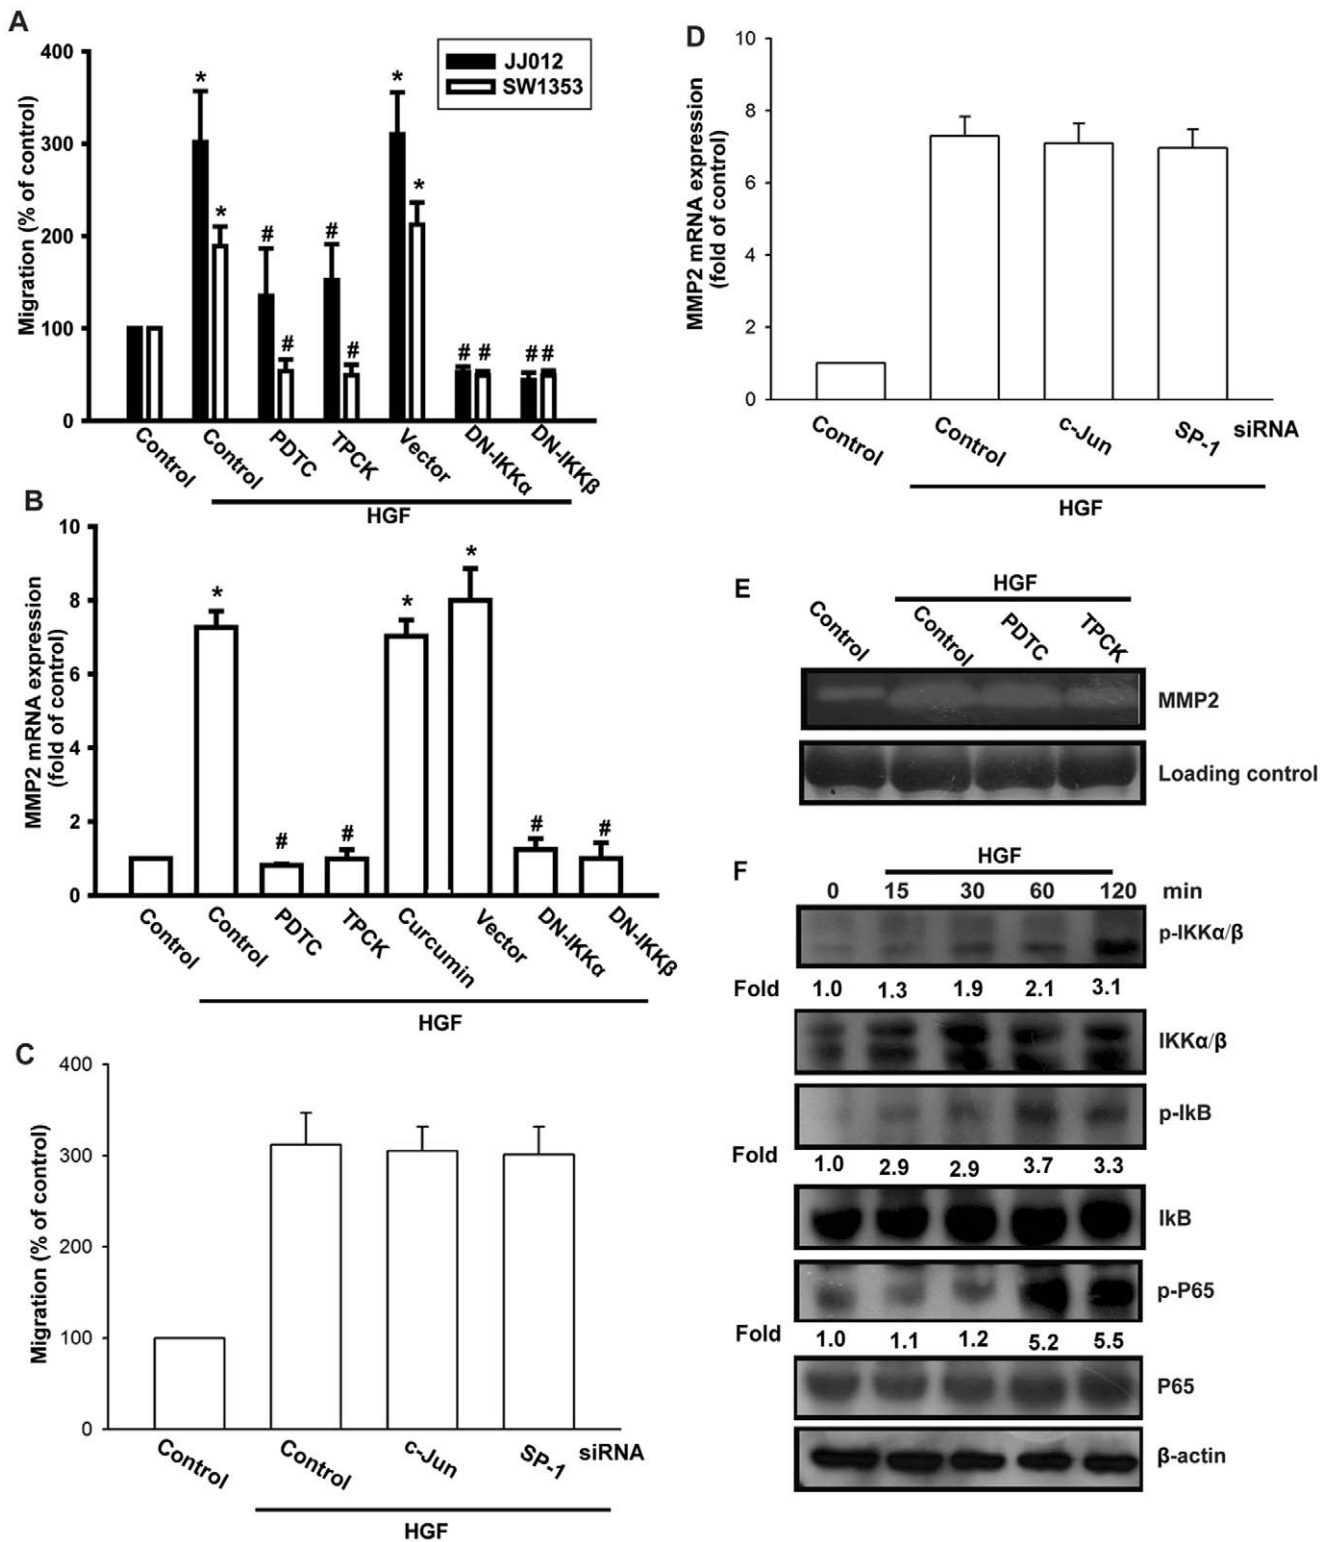 A
Migration (% of control)
400
300
200
100
0
JJ012
SW1353
* * # # # # * * # # # #
Control Control PDTC TPCK Vector DN-IKKα DN-IKKβ
HGF
B
MMP2 mRNA expression
(fold of control)
10
8
6
4
2
0
* # # * * # #
Control Control PDTC TPCK Curcumin Vector DN-IKKα DN-IKKβ
HGF
C
Migration (% of control)
400
300
200
100
0
Control Control c-Jun SP-1 siRNA
HGF
D
MMP2 mRNA expression
(fold of control)
10
8
6
4
2
0
Control Control c-Jun SP-1 siRNA
HGF
E
HGF
Control Control PDTC TPCK
MMP2
Loading control
F
HGF
0 15 30 60 120 min
p-IKKα/β
Fold 1.0 1.3 1.9 2.1 3.1
IKKα/β
p-IkB
Fold 1.0 2.9 2.9 3.7 3.3
IkB
p-P65
Fold 1.0 1.1 1.2 5.2 5.5
P65
β-actin